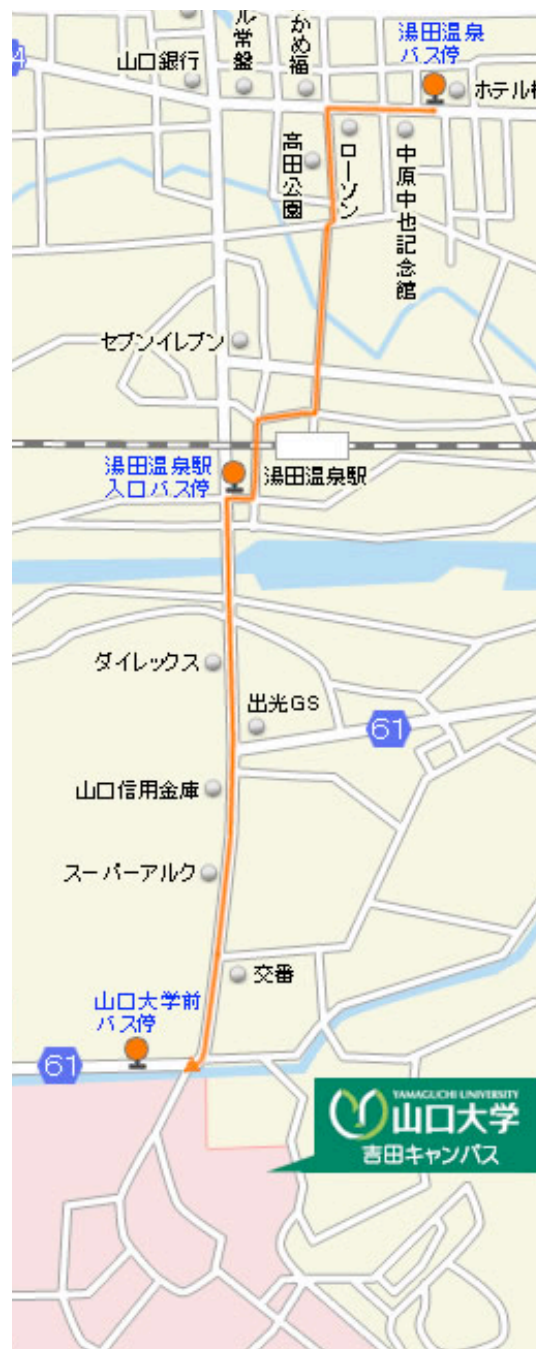 山口銀行
ル常盤
かめ福
湯田温泉
バス停
高田公園
ローソン
中原中也記念館
セブンイレブン
湯田温泉駅
入口バス停
湯田温泉駅
ダイレックス
出光GS
61
山口信用金庫
スーパーアルク
交番
山口大学前
バス停
61
YAMAGUCHI UNIVERSITY
山口大学
吉田キャンパス